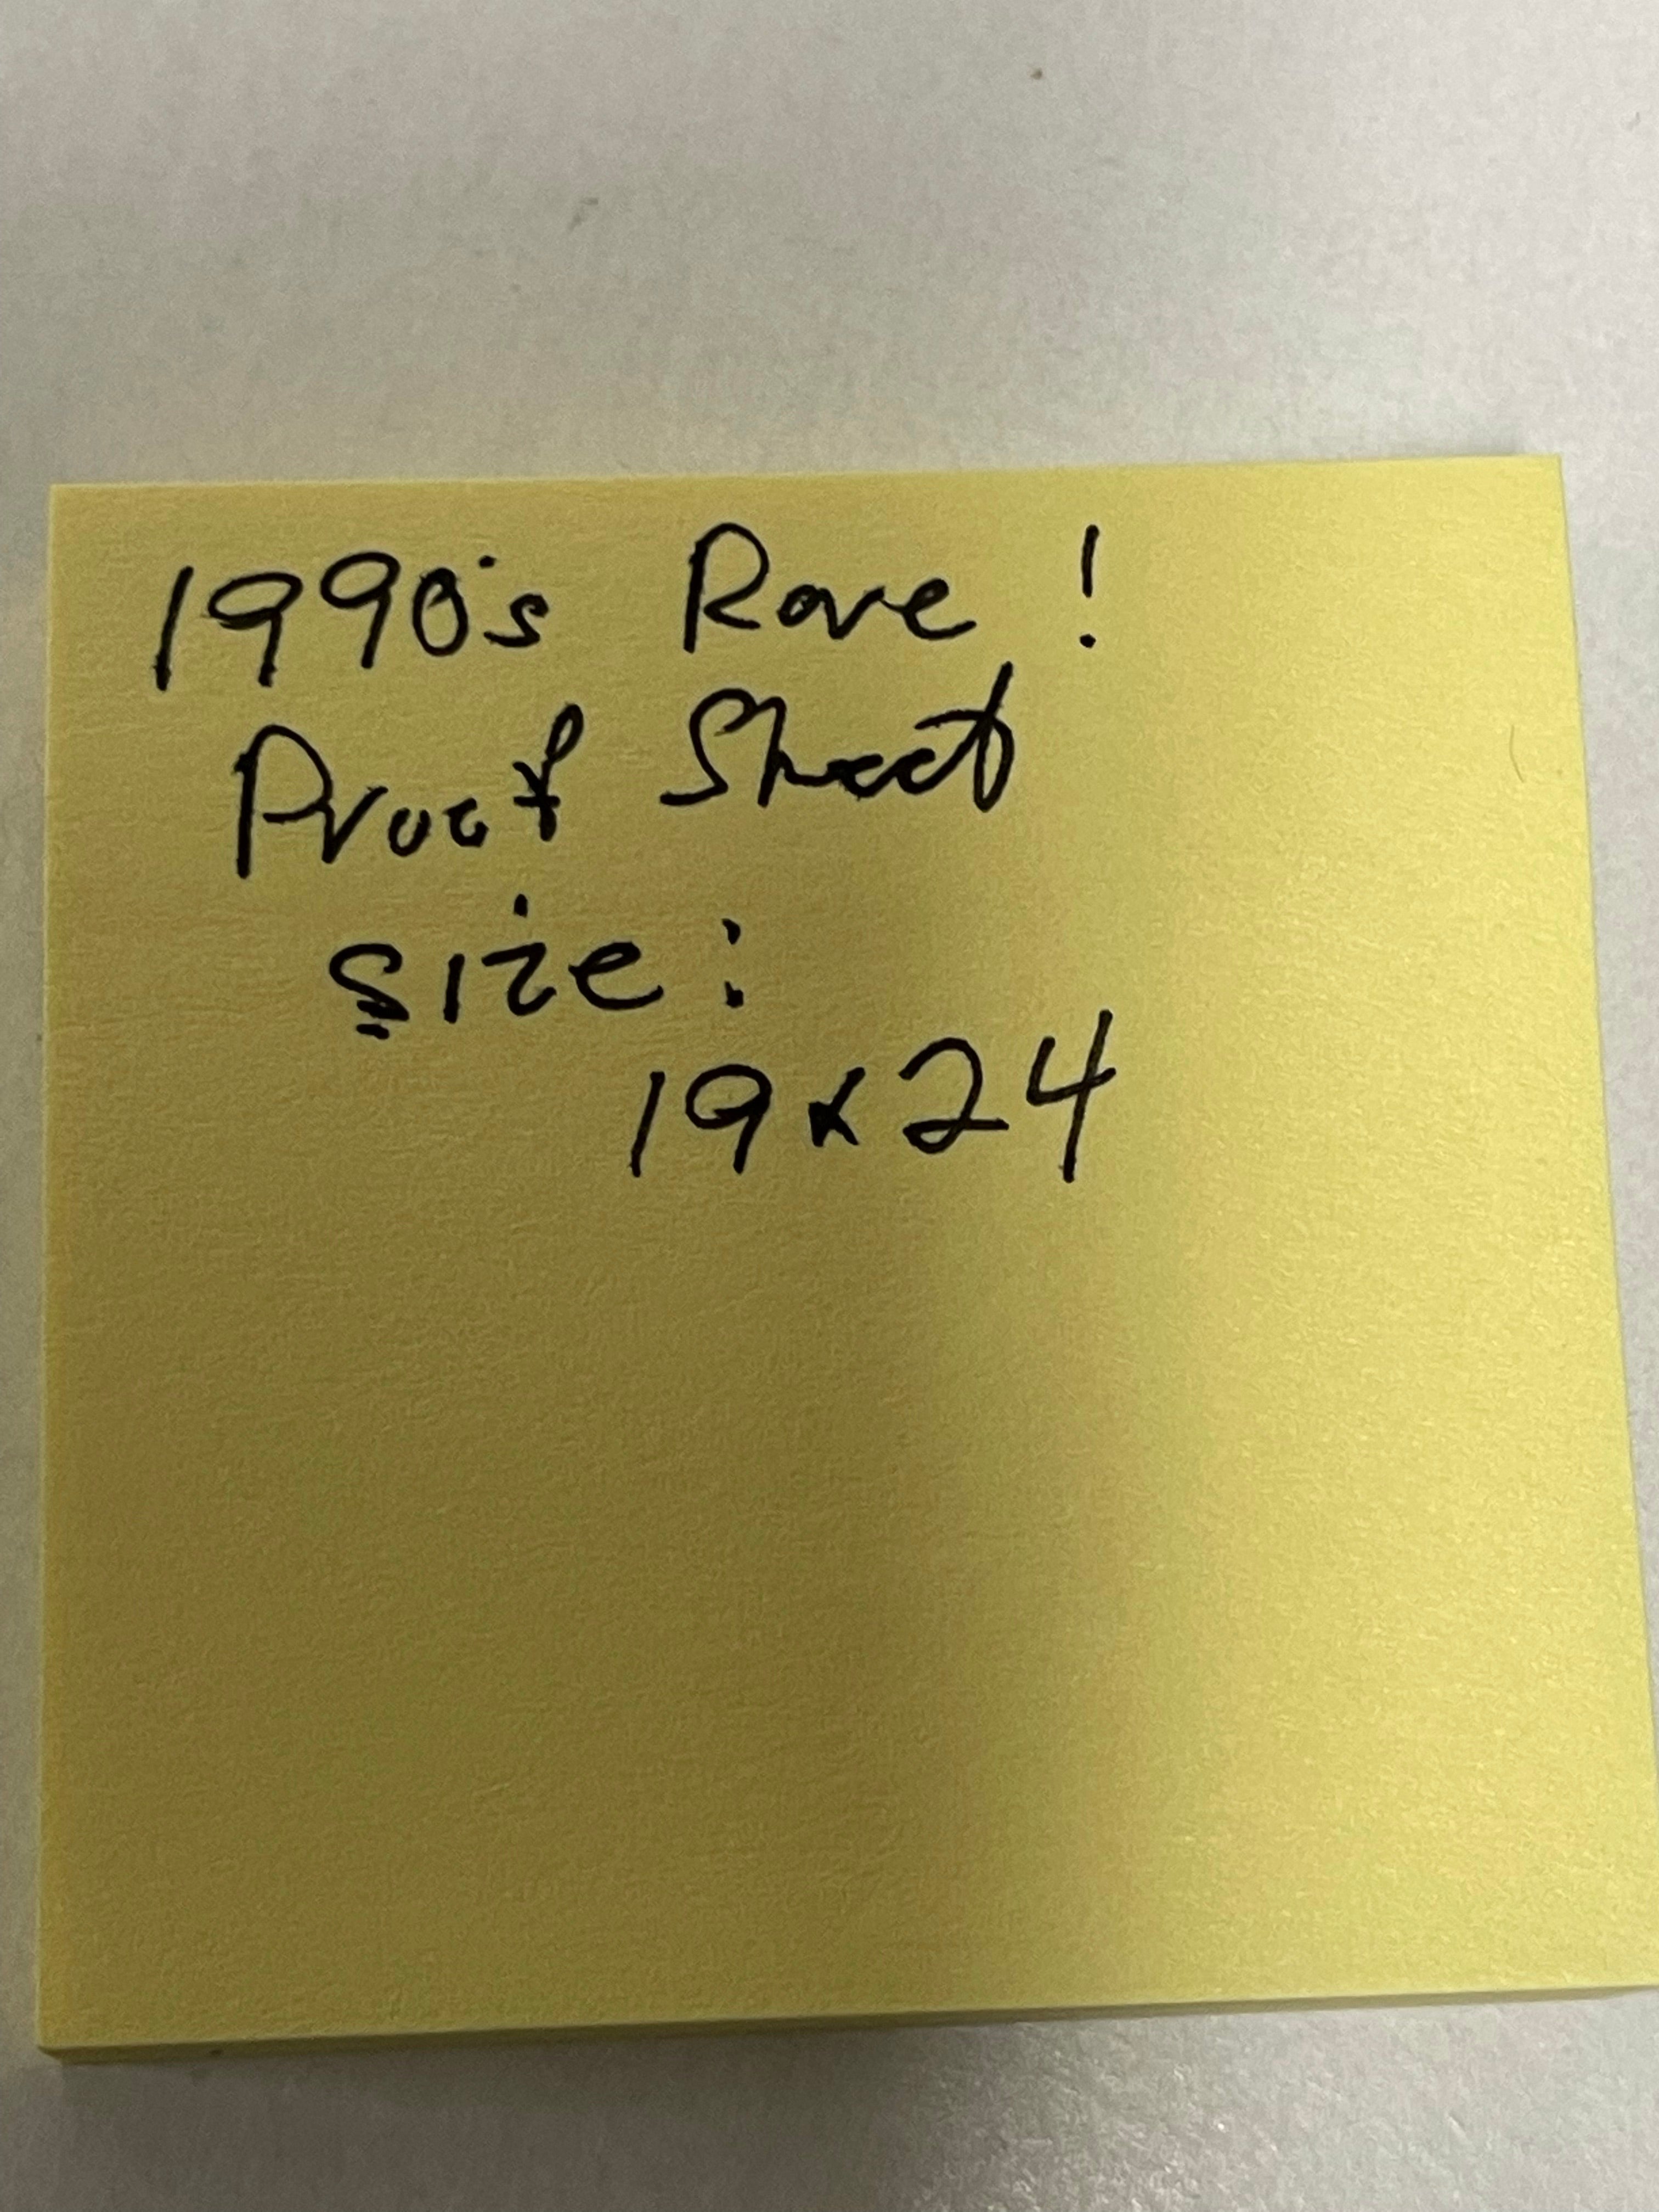 1990's Rave !
Proof Sheet
size :
19x24